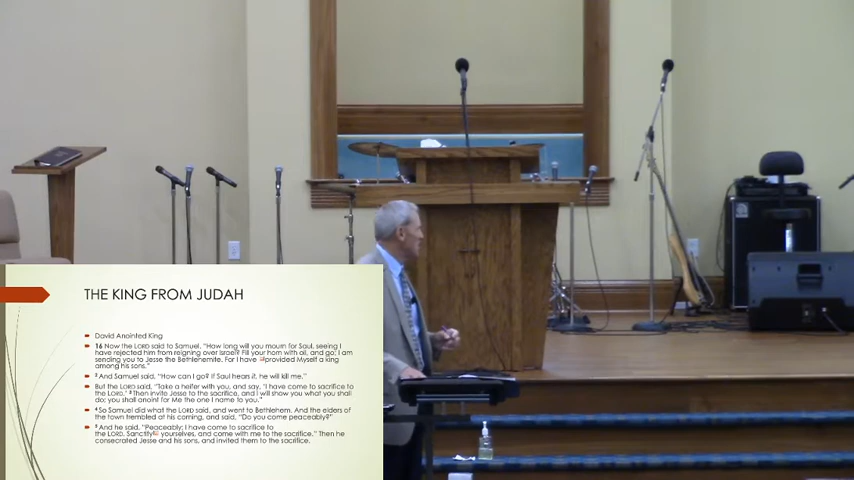 THE KING FROM JUDAH
David Anointed King
16 Now the LORD said to Samuel, "How long will you mourn for Saul, seeing I
have rejected him from reigning over Israel? Fill your horn with oil, and go; I am
sending you to Jesse the Bethlehemite. For I have provided Myself a king
among his sons."
2 And Samuel said, "How can I go? If Saul hears it, he will kill me."
But the LORD said, "Take a heifer with you, and say, 'I have come to sacrifice to
the LORD.' 3 Then invite Jesse to the sacrifice, and I will show you what you shall
do; you shall anoint for Me the one I name to you."
4 So Samuel did what the LORD said, and went to Bethlehem. And the elders of
the town trembled at his coming, and said, "Do you come peaceably?"
5 And he said, "Peaceably; I have come to sacrifice to
the LORD. Sanctify yourselves, and come with me to the sacrifice." Then he
consecrated Jesse and his sons, and invited them to the sacrifice.